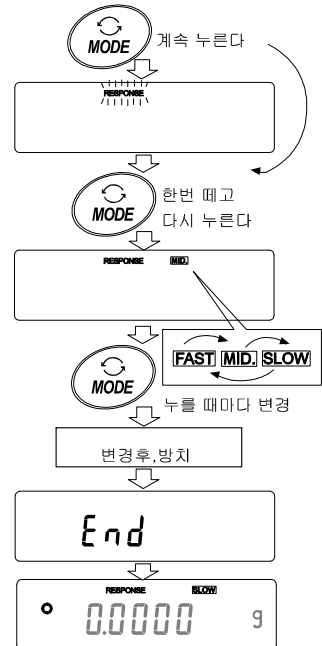 MODE 계속 누른다
RESPONSE
MODE
한번 떼고
다시 누른다
RESPONSE MID.
FAST MID. SLOW
MODE
누를 때마다 변경
변경후,방치
End
RESPONSE SLOW
0.0000 g